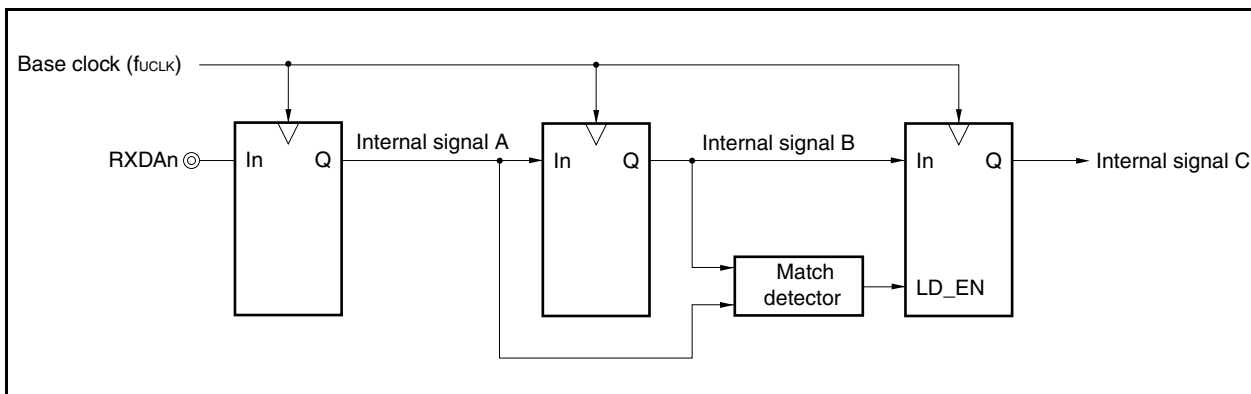 Base clock (fUCLK)
Internal signal A
Internal signal B
RXDAn
In
Q
In
Q
In
Q
Internal signal C
Match
detector
LD_EN